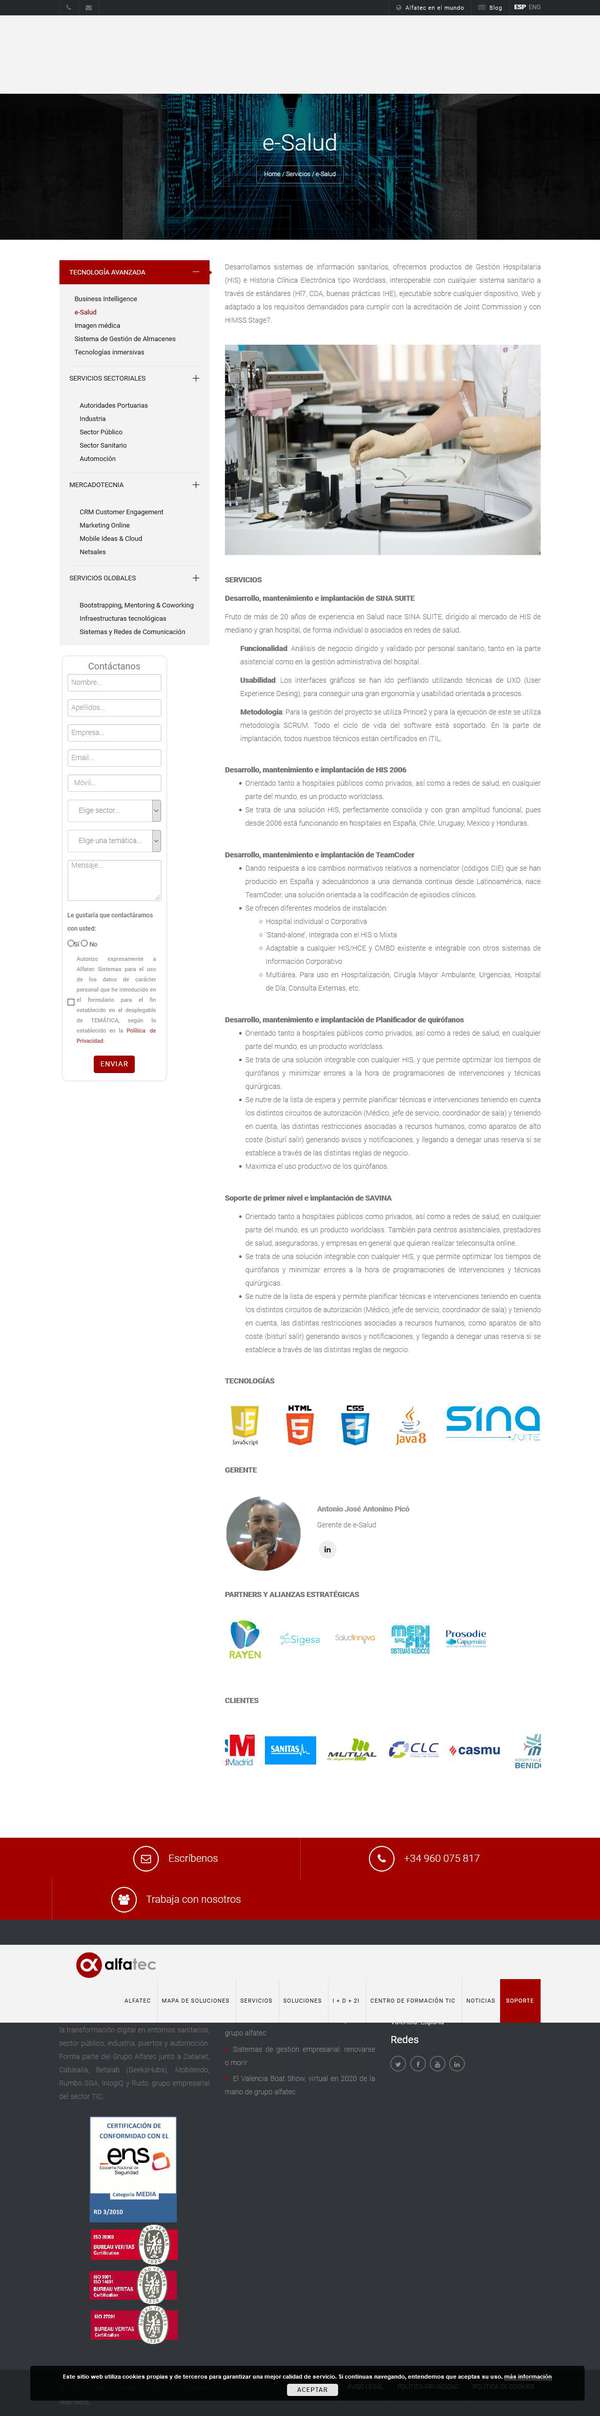 Alfatec en el mundo
Blog
ESP ENG
e-Salud
Home / Servicios / e-Salud
TECNOLOGÍA AVANZADA
Business Intelligence
e-Salud
Imagen médica
Sistema de Gestión de Almacenes
Tecnologías inmersivas
SERVICIOS SECTORIALES
Autoridades Portuarias
Industria
Sector Público
Sector Sanitario
Automoción
MERCADOTECNIA
CRM Customer Engagement
Marketing Online
Mobile Ideas & Cloud
Netsales
SERVICIOS GLOBALES
Bootstrapping, Mentoring & Coworking
Infraestructuras tecnológicas
Sistemas y Redes de Comunicación
Contáctanos
Nombre...
Apellidos...
Empresa...
Email...
Móvil...
Elige sector...
Elige una temática...
Mensaje...
Le gustaría que contactáramos
con usted:
Sí No
Autorizo expresamente a
Alfatec Sistemas para el uso
de los datos de carácter
personal que he introducido en
el formulario para el fin
establecido en el desplegable
de TEMÁTICA, según lo
establecido en la Política de
Privacidad
ENVIAR
Desarrollamos sistemas de información sanitarios, ofrecemos productos de Gestión Hospitalaria
(HIS) e Historia Clínica Electrónica tipo Wordclass, interoperable con cualquier sistema sanitario a
través de estándares (Hl7, CDA, buenas prácticas IHE), ejecutable sobre cualquier dispositivo, Web y
adaptado a los requisitos demandados para cumplir con la acreditación de Joint Commission y con
HIMSS Stage7.
SERVICIOS
Desarrollo, mantenimiento e implantación de SINA SUITE
Fruto de más de 20 años de experiencia en Salud nace SINA SUITE, dirigido al mercado de HIS de
mediano y gran hospital, de forma individual o asociados en redes de salud.
Funcionalidad: Análisis de negocio dirigido y validado por personal sanitario, tanto en la parte
asistencial como en la gestión administrativa del hospital.
Usabilidad: Los interfaces gráficos se han ido perfilando utilizando técnicas de UXD (User
Experience Desing), para conseguir una gran ergonomía y usabilidad orientada a procesos.
Metodología: Para la gestión del proyecto se utiliza Prince2 y para la ejecución de este se utiliza
metodología SCRUM. Todo el ciclo de vida del software está soportado. En la parte de
implantación, todos nuestros técnicos están certificados en ITIL.
Desarrollo, mantenimiento e implantación de HIS 2006
Orientado tanto a hospitales públicos como privados, así como a redes de salud, en cualquier
parte del mundo, es un producto worldclass.
Se trata de una solución HIS, perfectamente consolida y con gran amplitud funcional, pues
desde 2006 está funcionando en hospitales en España, Chile, Uruguay, México y Honduras.
Desarrollo, mantenimiento e implantación de TeamCoder
Dando respuesta a los cambios normativos relativos a nomenclator (códigos CIE) que se han
producido en España y adecuándonos a una demanda continua desde Latinoamérica, nace
TeamCoder, una solución orientada a la codificación de episodios clínicos.
Se ofrecen diferentes modelos de instalación:
Hospital individual o Corporativa
'Stand-alone', Integrada con el HIS o Mixta
Adaptable a cualquier HIS/HCE y CMBD existente e integrable con otros sistemas de
información Corporativo
Multiárea. Para uso en Hospitalización, Cirugía Mayor Ambulante, Urgencias, Hospital
de Día, Consulta Externas, etc.
Desarrollo, mantenimiento e implantación de Planificador de quirófanos
Orientado tanto a hospitales públicos como privados, así como a redes de salud, en cualquier
parte del mundo, es un producto worldclass.
Se trata de una solución integrable con cualquier HIS, y que permite optimizar los tiempos de
quirófanos y minimizar errores a la hora de programaciones de intervenciones y técnicas
quirúrgicas.
Se nutre de la lista de espera y permite planificar técnicas e intervenciones teniendo en cuenta
los distintos circuitos de autorización (Médico, jefe de servicio, coordinador de sala) y teniendo
en cuenta, las distintas restricciones asociadas a recursos humanos, como aparatos de alto
coste (bisturí salir) generando avisos y notificaciones, y llegando a denegar unas reserva si se
establece a través de las distintas reglas de negocio.
Maximiza el uso productivo de los quirófanos.
Soporte de primer nivel e implantación de SAVINA
Orientado tanto a hospitales públicos como privados, así como a redes de salud, en cualquier
parte del mundo, es un producto worldclass. También para centros asistenciales, prestadores
de salud, aseguradoras, y empresas en general que quieran realizar teleconsulta online.
Se trata de una solución integrable con cualquier HIS, y que permite optimizar los tiempos de
quirófanos y minimizar errores a la hora de programaciones de intervenciones y técnicas
quirúrgicas.
Se nutre de la lista de espera y permite planificar técnicas e intervenciones teniendo en cuenta
los distintos circuitos de autorización (Médico, jefe de servicio, coordinador de sala) y teniendo
en cuenta, las distintas restricciones asociadas a recursos humanos, como aparatos de alto
coste (bisturí salir) generando avisos y notificaciones, y llegando a denegar unas reserva si se
establece a través de las distintas reglas de negocio.
TECNOLOGÍAS
JS JavaScript
HTML 5
CSS 3
Java 8
sina SUITE
GERENTE
Antonio José Antonino Picó
Gerente de e-Salud
in
PARTNERS Y ALIANZAS ESTRATÉGICAS
RAYEN
Sigesa
SaludInnova
MEDI FIX SISTEMAS MÉDICOS
Prosodie Capgemini
CLIENTES
SM
dMadrid
SANITAS
MUTUAL
CLC
casmu
BENIDO
Escríbenos
+34 960 075 817
Trabaja con nosotros
alfatec
ALFATEC
MAPA DE SOLUCIONES
SERVICIOS
SOLUCIONES
I + D + 2I
CENTRO DE FORMACIÓN TIC
NOTICIAS
SOPORTE
la transformación digital en entornos sanitarios,
sector público, industria, puertos y automoción.
Forma parte del Grupo Alfatec junto a Datanet,
Rumbo SGA, InlogiQ y Rudo, grupo empresarial
del sector TIC.
grupo alfatec
Sistemas de gestión empresarial: renovarse
o morir
El Valencia Boat Show, virtual en 2020 de la
mano de grupo alfatec
Redes
CERTIFICACIÓN DE
CONFORMIDAD CON EL
ens
Esquema Nacional de
Seguridad
Categoría MEDIA
RD 3/2010
BUREAU VERITAS
Certification
ISO 9001
ISO 14001
BUREAU VERITAS
Certification
ISO 27001
BUREAU VERITAS
Certification
Este sitio web utiliza cookies propias y de terceros para garantizar una mejor calidad de servicio. Si continuas navegando, entendemos que aceptas su uso. más información
ACEPTAR